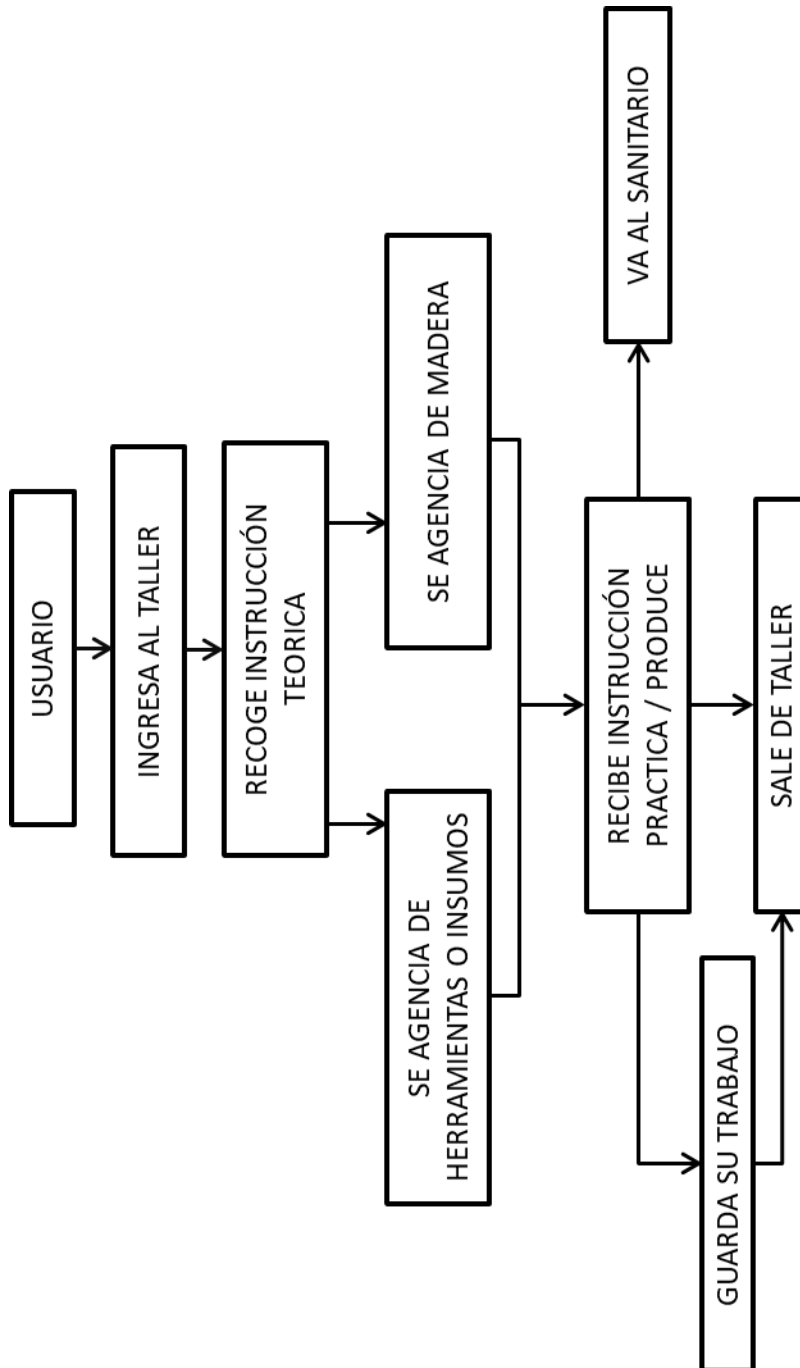 USUARIO
INGRESA AL TALLER
RECOGE INSTRUCCIÓN
TEORICA
SE AGENCIA DE
HERRAMIENTAS O INSUMOS
SE AGENCIA DE MADERA
RECIBE INSTRUCCIÓN
PRACTICA / PRODUCE
VA AL SANITARIO
GUARDA SU TRABAJO
SALE DE TALLER